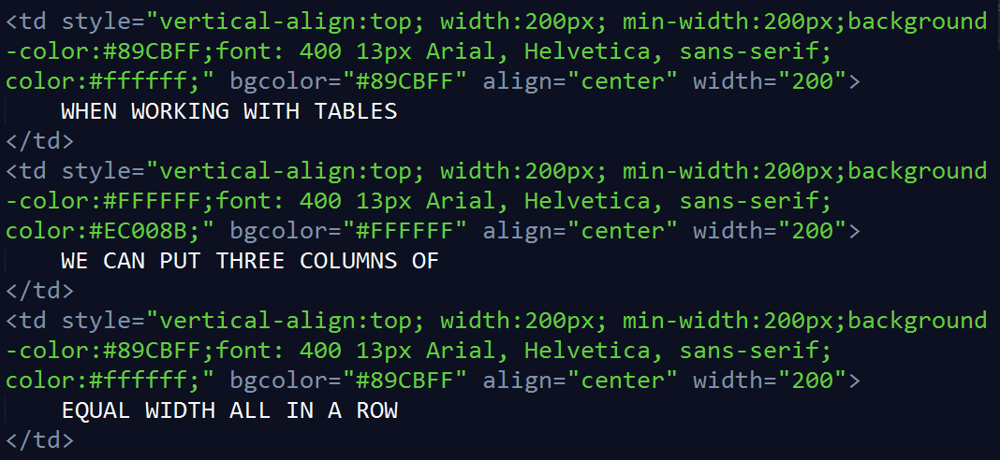 <td style="vertical-align:top; width:200px; min-width:200px;background
-color:#89CBFF;font: 400 13px Arial, Helvetica, sans-serif;
color:#ffffff;" bgcolor="#89CBFF" align="center" width="200">
    WHEN WORKING WITH TABLES
</td>
<td style="vertical-align:top; width:200px; min-width:200px;background
-color:#FFFFFF;font: 400 13px Arial, Helvetica, sans-serif;
color:#EC008B;" bgcolor="#FFFFFF" align="center" width="200">
    WE CAN PUT THREE COLUMNS OF
</td>
<td style="vertical-align:top; width:200px; min-width:200px;background
-color:#89CBFF;font: 400 13px Arial, Helvetica, sans-serif;
color:#ffffff;" bgcolor="#89CBFF" align="center" width="200">
    EQUAL WIDTH ALL IN A ROW
</td>